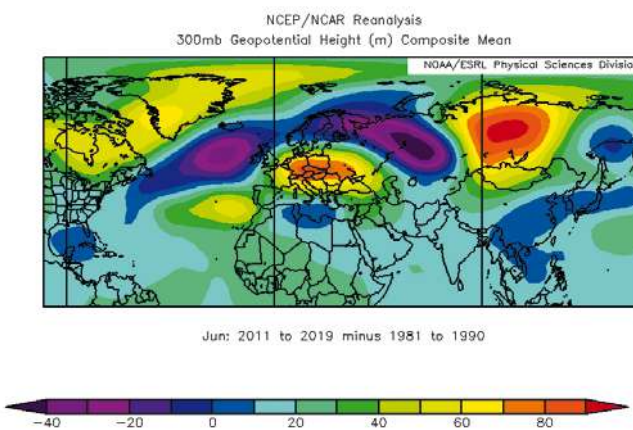 NCEP/NCAR Reanalysis
300mb Geopotential Height (m) Composite Mean
NOAA/ESRL Physical Sciences Divisio
Jun: 2011 to 2019 minus 1981 to 1990
-40 -20 0 20 40 60 80